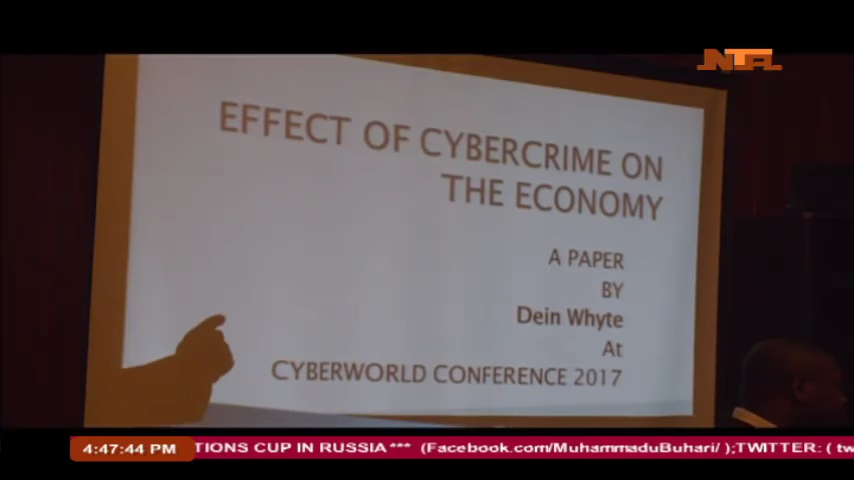 NTA
EFFECT OF CYBERCRIME ON
THE ECONOMY
A PAPER
BY
Dein Whyte
At
CYBERWORLD CONFERENCE 2017
4:47:44 PM
TIONS CUP IN RUSSIA*** (Facebook.com/MuhammaduBuhari/ );TWITTER: ( tw